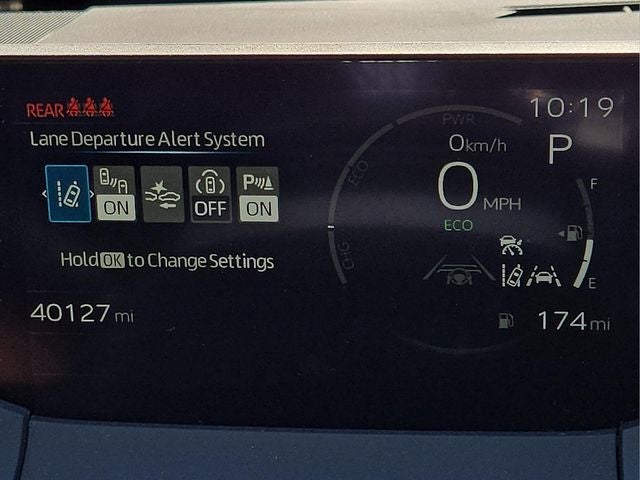 REAR
10:19
Lane Departure Alert System
PWR
0km/h
P
ECO
0 MPH
F
ON
OFF
P ON
ECO
CHG
Hold OK to Change Settings
E
40127 mi
174 mi